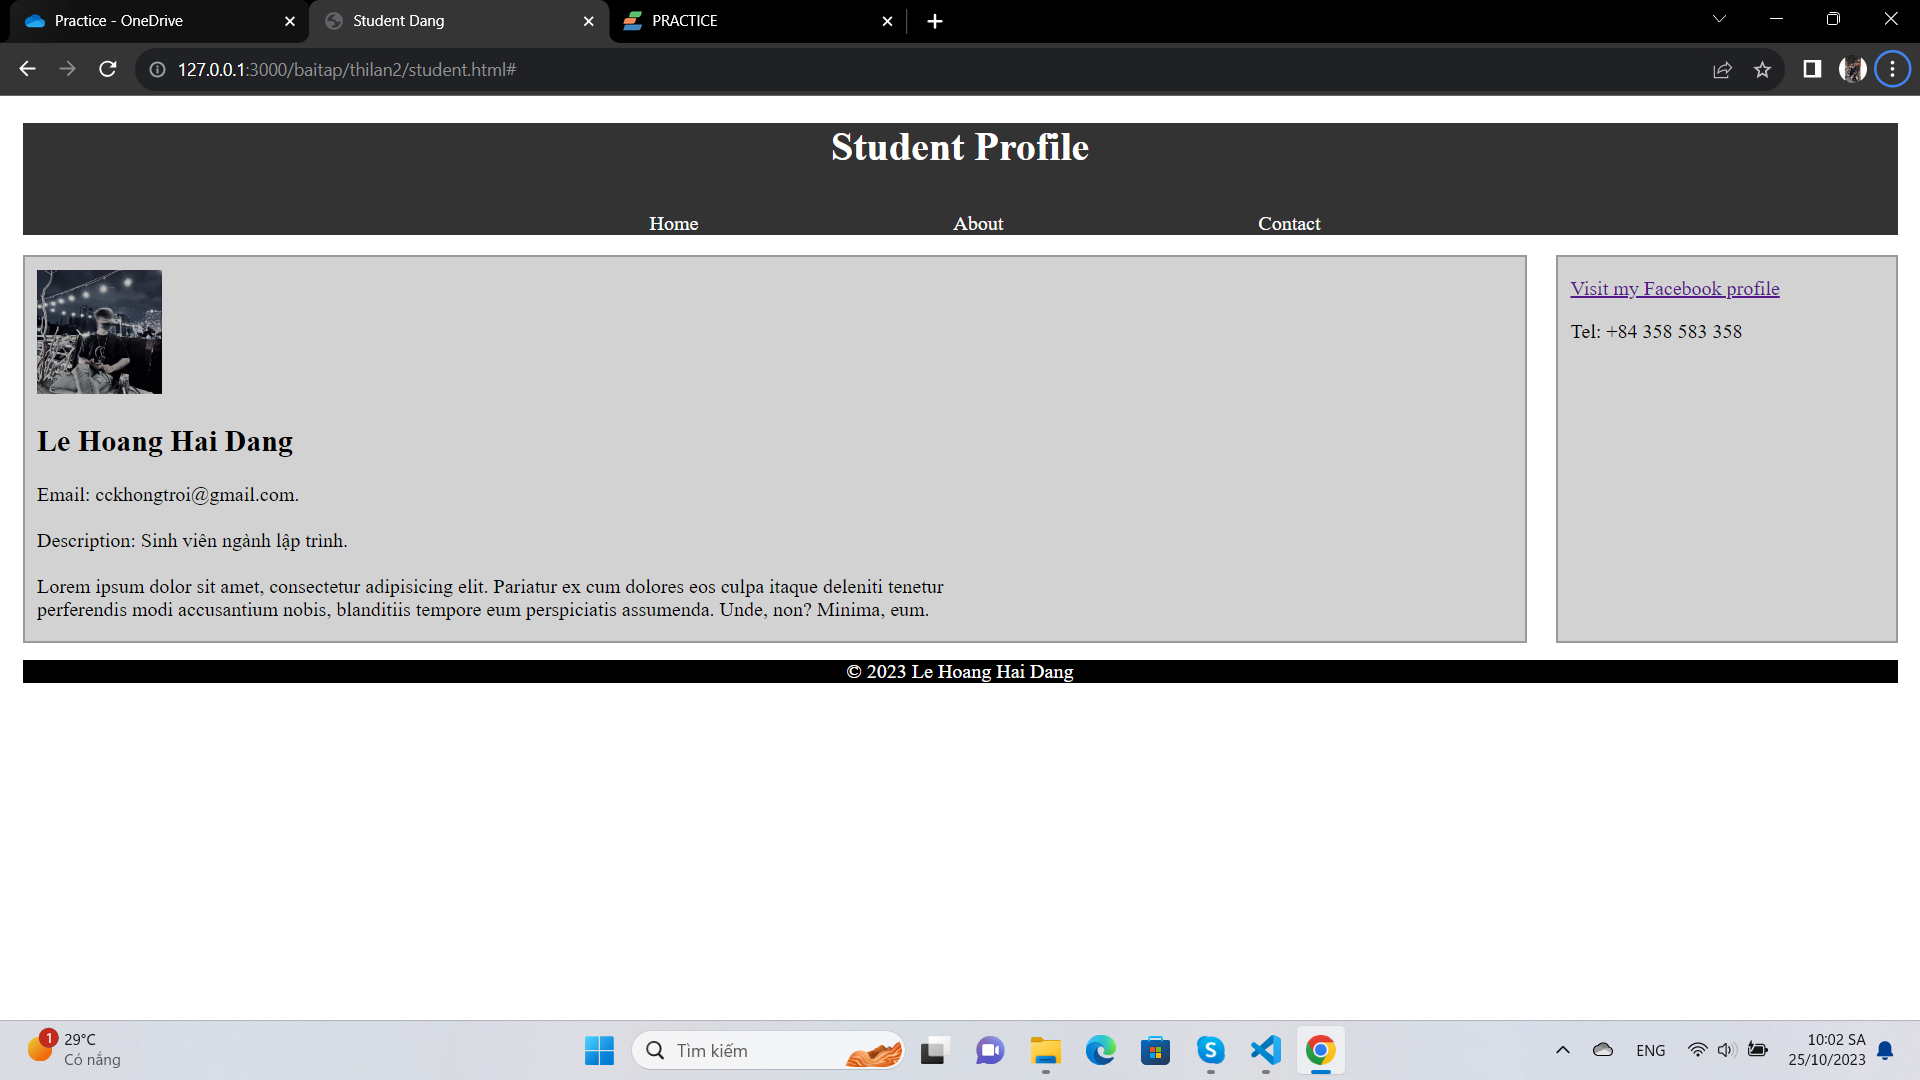 Practice - OneDrive
Student Dang
PRACTICE
127.0.0.1:3000/baitap/thilan2/student.html#
Student Profile
Home About Contact
Le Hoang Hai Dang
Email: cckhongtroi@gmail.com.
Description: Sinh viên ngành lập trình.
Lorem ipsum dolor sit amet, consectetur adipisicing elit. Pariatur ex cum dolores eos culpa itaque deleniti tenetur
perferendis modi accusantium nobis, blanditiis tempore eum perspiciatis assumenda. Unde, non? Minima, eum.
Visit my Facebook profile
Tel: +84 358 583 358
© 2023 Le Hoang Hai Dang
1
29°C
Có nắng
Tìm kiếm
ENG
10:02 SA
25/10/2023